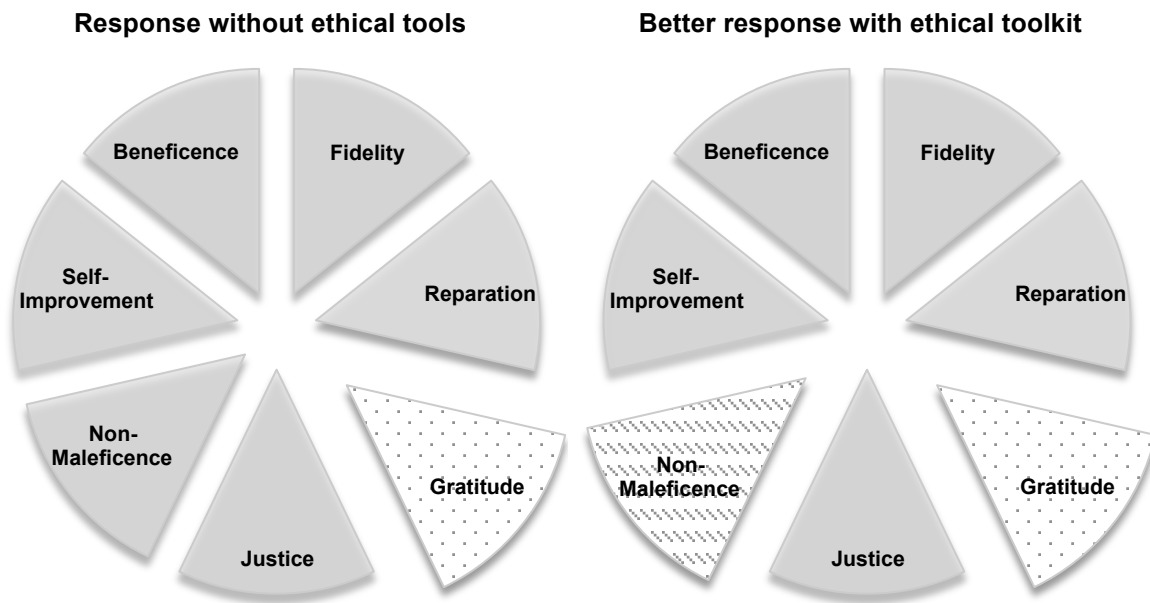 Response without ethical tools
Beneficence
Fidelity
Self-
Improvement
Reparation
Non-
Maleficence
Gratitude
Justice
Better response with ethical toolkit
Beneficence
Fidelity
Self-
Improvement
Reparation
Non-
Maleficence
Gratitude
Justice